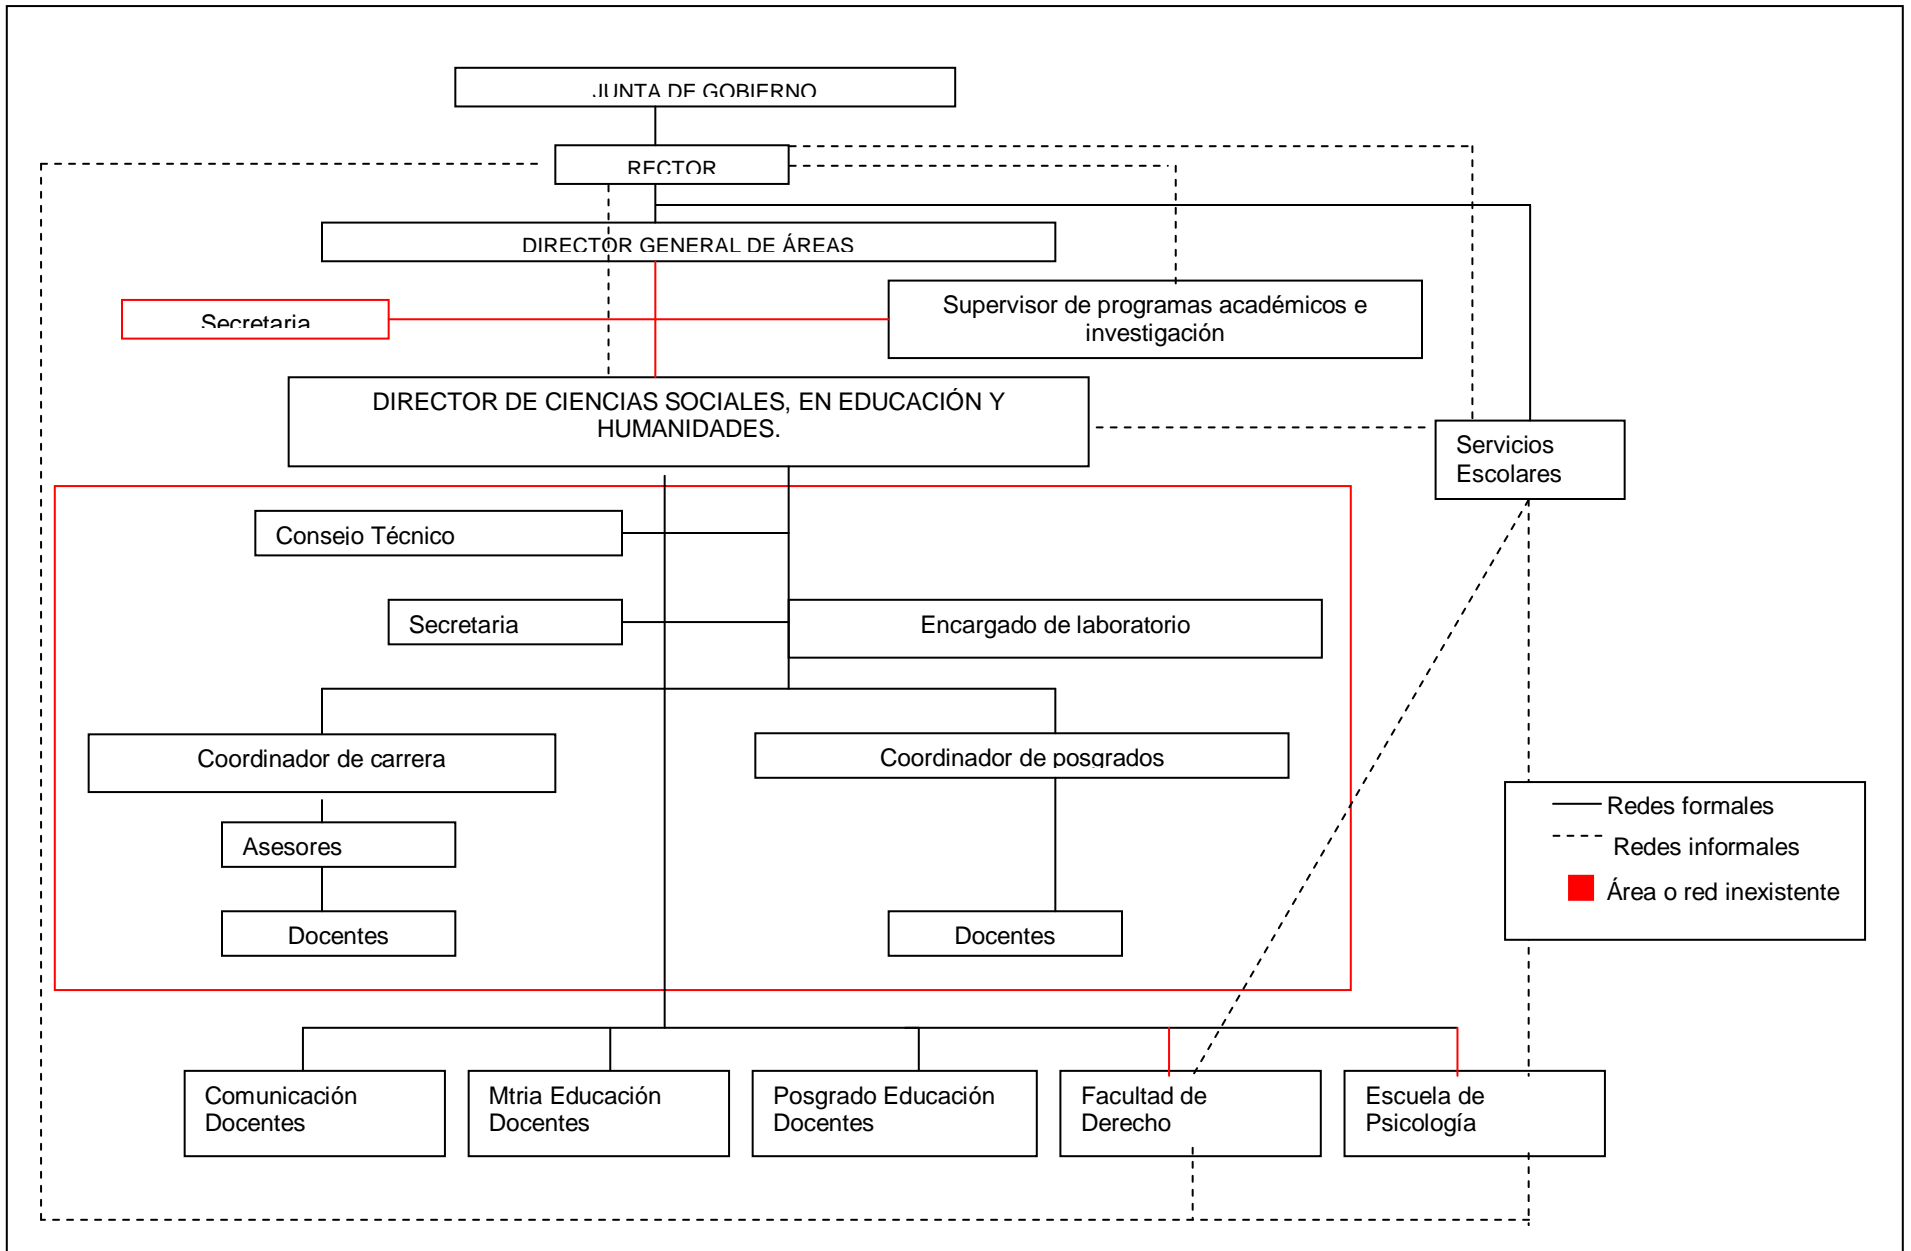 JUNTA DE GOBIERNO
RECTOR
DIRECTOR GENERAL DE ÁREAS
Secretaria
Supervisor de programas académicos e
investigación
DIRECTOR DE CIENCIAS SOCIALES, EN EDUCACIÓN Y
HUMANIDADES.
Servicios
Escolares
Consejo Técnico
Secretaria
Encargado de laboratorio
Coordinador de carrera
Coordinador de posgrados
Asesores
Docentes
Docentes
Redes formales
Redes informales
Área o red inexistente
Comunicación
Docentes
Mtria Educación
Docentes
Posgrado Educación
Docentes
Facultad de
Derecho
Escuela de
Psicología